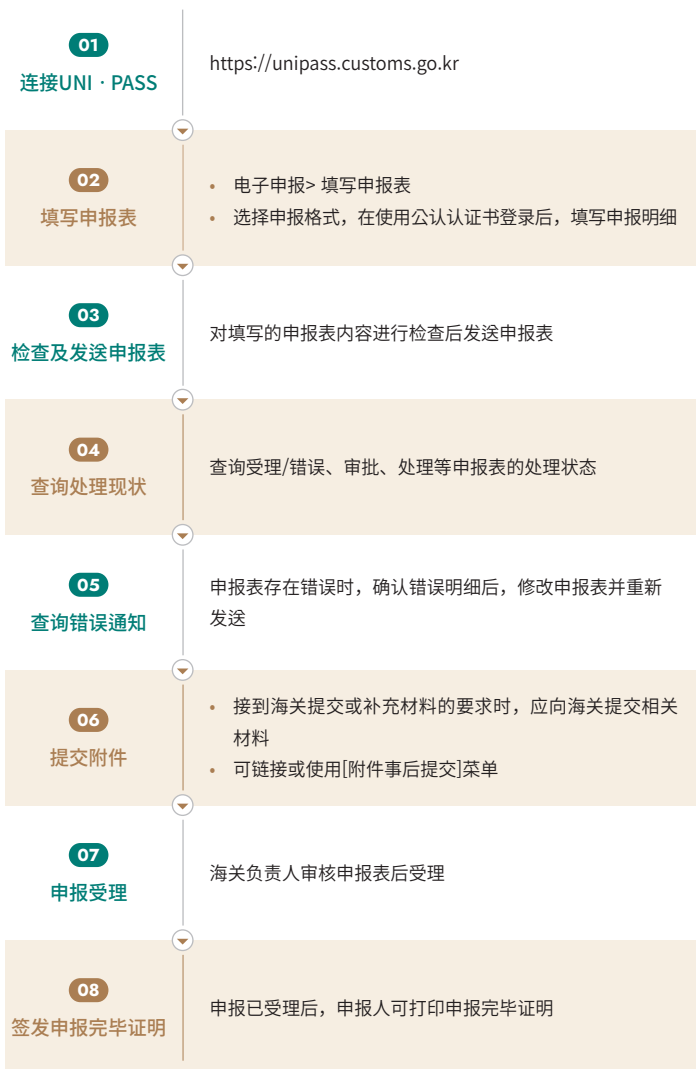 01
连接UNI · PASS
https://unipass.customs.go.kr
02
填写申报表
• 电子申报> 填写申报表
• 选择申报格式，在使用公认认证书登录后，填写申报明细
03
检查及发送申报表
对填写的申报表内容进行检查后发送申报表
04
查询处理现状
查询受理/错误、审批、处理等申报表的处理状态
05
查询错误通知
申报表存在错误时，确认错误明细后，修改申报表并重新
发送
06
提交附件
• 接到海关提交或补充材料的要求时，应向海关提交相关
材料
• 可链接或使用[附件事后提交]菜单
07
申报受理
海关负责人审核申报表后受理
08
签发申报完毕证明
申报已受理后，申报人可打印申报完毕证明